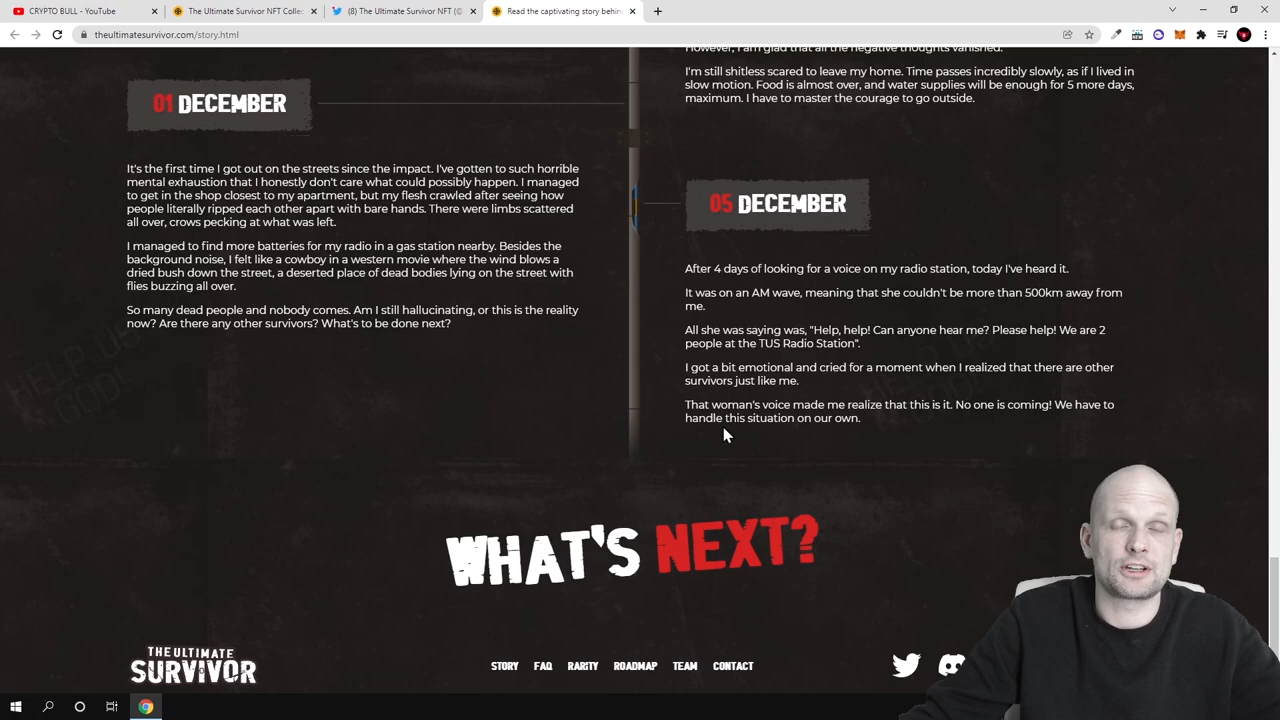 CRYPTO BULL - YouTube
The Ultimate Survivor NFT Collec
(8) The Ultimate Survivor NFT (@
Read the captivating story behin
theultimatesurvivor.com/story.html
01 DECEMBER
It's the first time I got out on the streets since the impact. I've gotten to such horrible
mental exhaustion that I honestly don't care what could possibly happen. I managed
to get in the shop closest to my apartment, but my flesh crawled after seeing how
people literally ripped each other apart with bare hands. There were limbs scattered
all over, crows pecking at what was left.
I managed to find more batteries for my radio in a gas station nearby. Besides the
background noise, I felt like a cowboy in a western movie where the wind blows a
dried bush down the street, a deserted place of dead bodies lying on the street with
flies buzzing all over.
So many dead people and nobody comes. Am I still hallucinating, or this is the reality
now? Are there any other survivors? What's to be done next?
HELP US
GOD!
However, I am glad that all the negative thoughts vanished.
I'm still shitless scared to leave my home. Time passes incredibly slowly, as if I lived in
slow motion. Food is almost over, and water supplies will be enough for 5 more days,
maximum. I have to master the courage to go outside.
05 DECEMBER
After 4 days of looking for a voice on my radio station, today I've heard it.
It was on an AM wave, meaning that she couldn't be more than 500km away from
me.
All she was saying was, "Help, help! Can anyone hear me? Please help! We are 2
people at the TUS Radio Station".
I got a bit emotional and cried for a moment when I realized that there are other
survivors just like me.
That woman's voice made me realize that this is it. No one is coming! We have to
handle this situation on our own.
HELP US
GOD!
WHAT'S NEXT?
THE ULTIMATE
SURVIVOR
STORY FAQ RARITY ROADMAP TEAM CONTACT